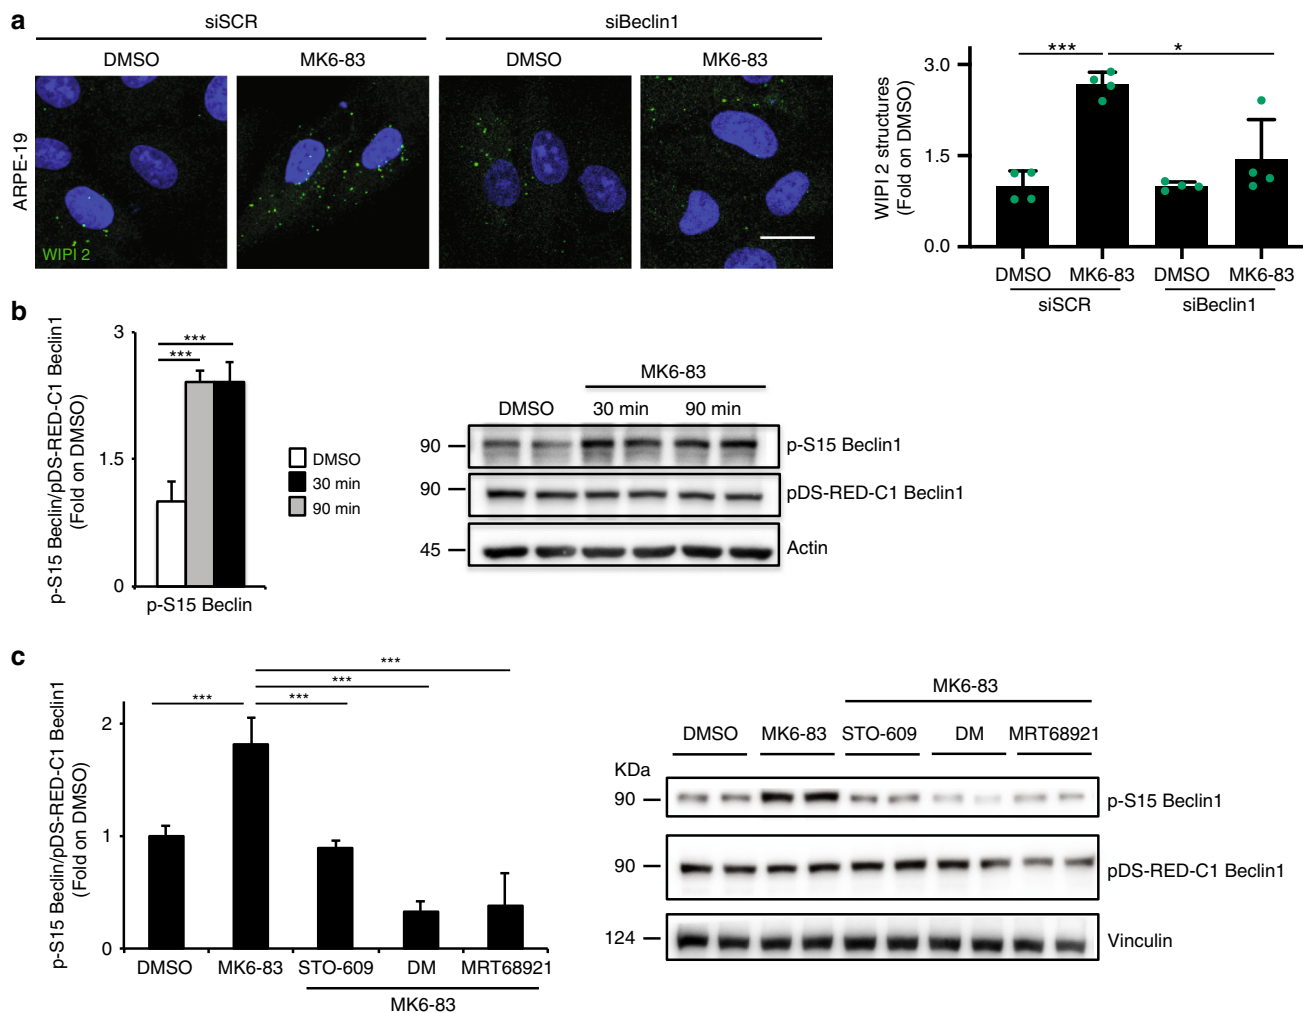 a
siSCR
siBeclin1
DMSO
MK6-83
DMSO
MK6-83
ARPE-19
WIPI 2
WIPI 2 structures
(Fold on DMSO)
3.0
1.5
0.0
***
*
DMSO
MK6-83
DMSO
MK6-83
siSCR
siBeclin1
b
p-S15 Beclin/pDS-RED-C1 Beclin1
(Fold on DMSO)
3
1.5
0
***
***
p-S15 Beclin
DMSO
30 min
90 min
MK6-83
DMSO
30 min
90 min
90
p-S15 Beclin1
90
pDS-RED-C1 Beclin1
45
Actin
c
p-S15 Beclin/pDS-RED-C1 Beclin1
(Fold on DMSO)
2
1
0
***
***
***
***
DMSO
MK6-83
STO-609
DM
MRT68921
MK6-83
MK6-83
DMSO
MK6-83
STO-609
DM
MRT68921
KDa
90
p-S15 Beclin1
90
pDS-RED-C1 Beclin1
124
Vinculin